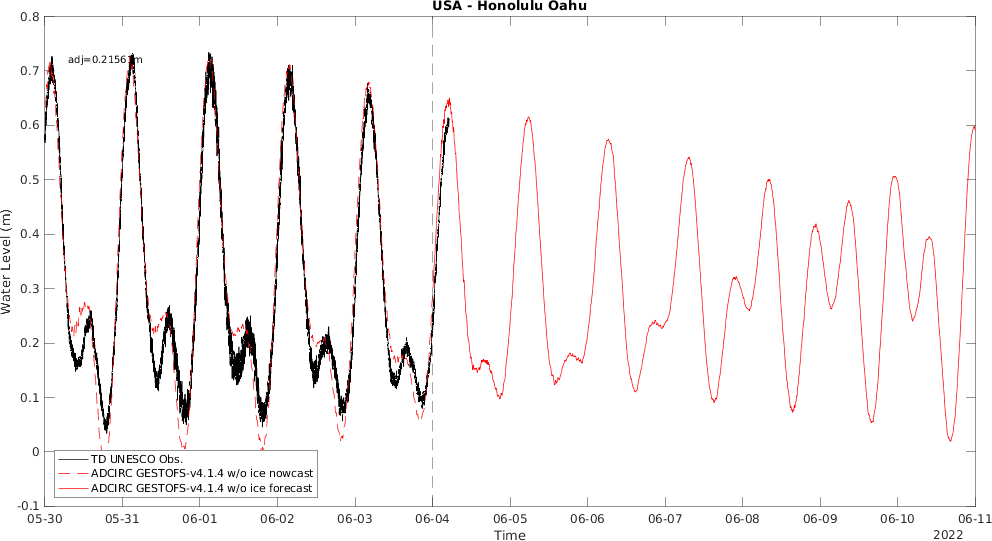 USA - Honolulu Oahu
0.8
0.7
0.6
0.5
0.4
0.3
0.2
0.1
0
-0.1
Water Level (m)
adj=0.21561m
TD UNESCO Obs.
ADCIRC GESTOFS-v4.1.4 w/o ice nowcast
ADCIRC GESTOFS-v4.1.4 w/o ice forecast
05-30 05-31 06-01 06-02 06-03 06-04 06-05 06-06 06-07 06-08 06-09 06-10 06-11
Time
2022